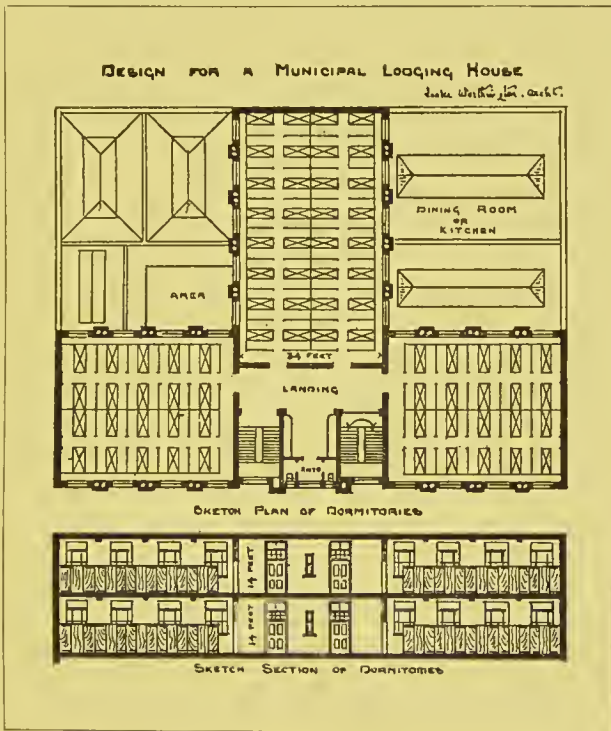 DESIGN FOR A MUNICIPAL LODGING HOUSE
Archt.
DINING ROOM
OR
KITCHEN
AREA
34 FEET
LANDING
SKETCH PLAN OF DORMITORIES
14 FEET
14 FEET
SKETCH SECTION OF DORMITORIES